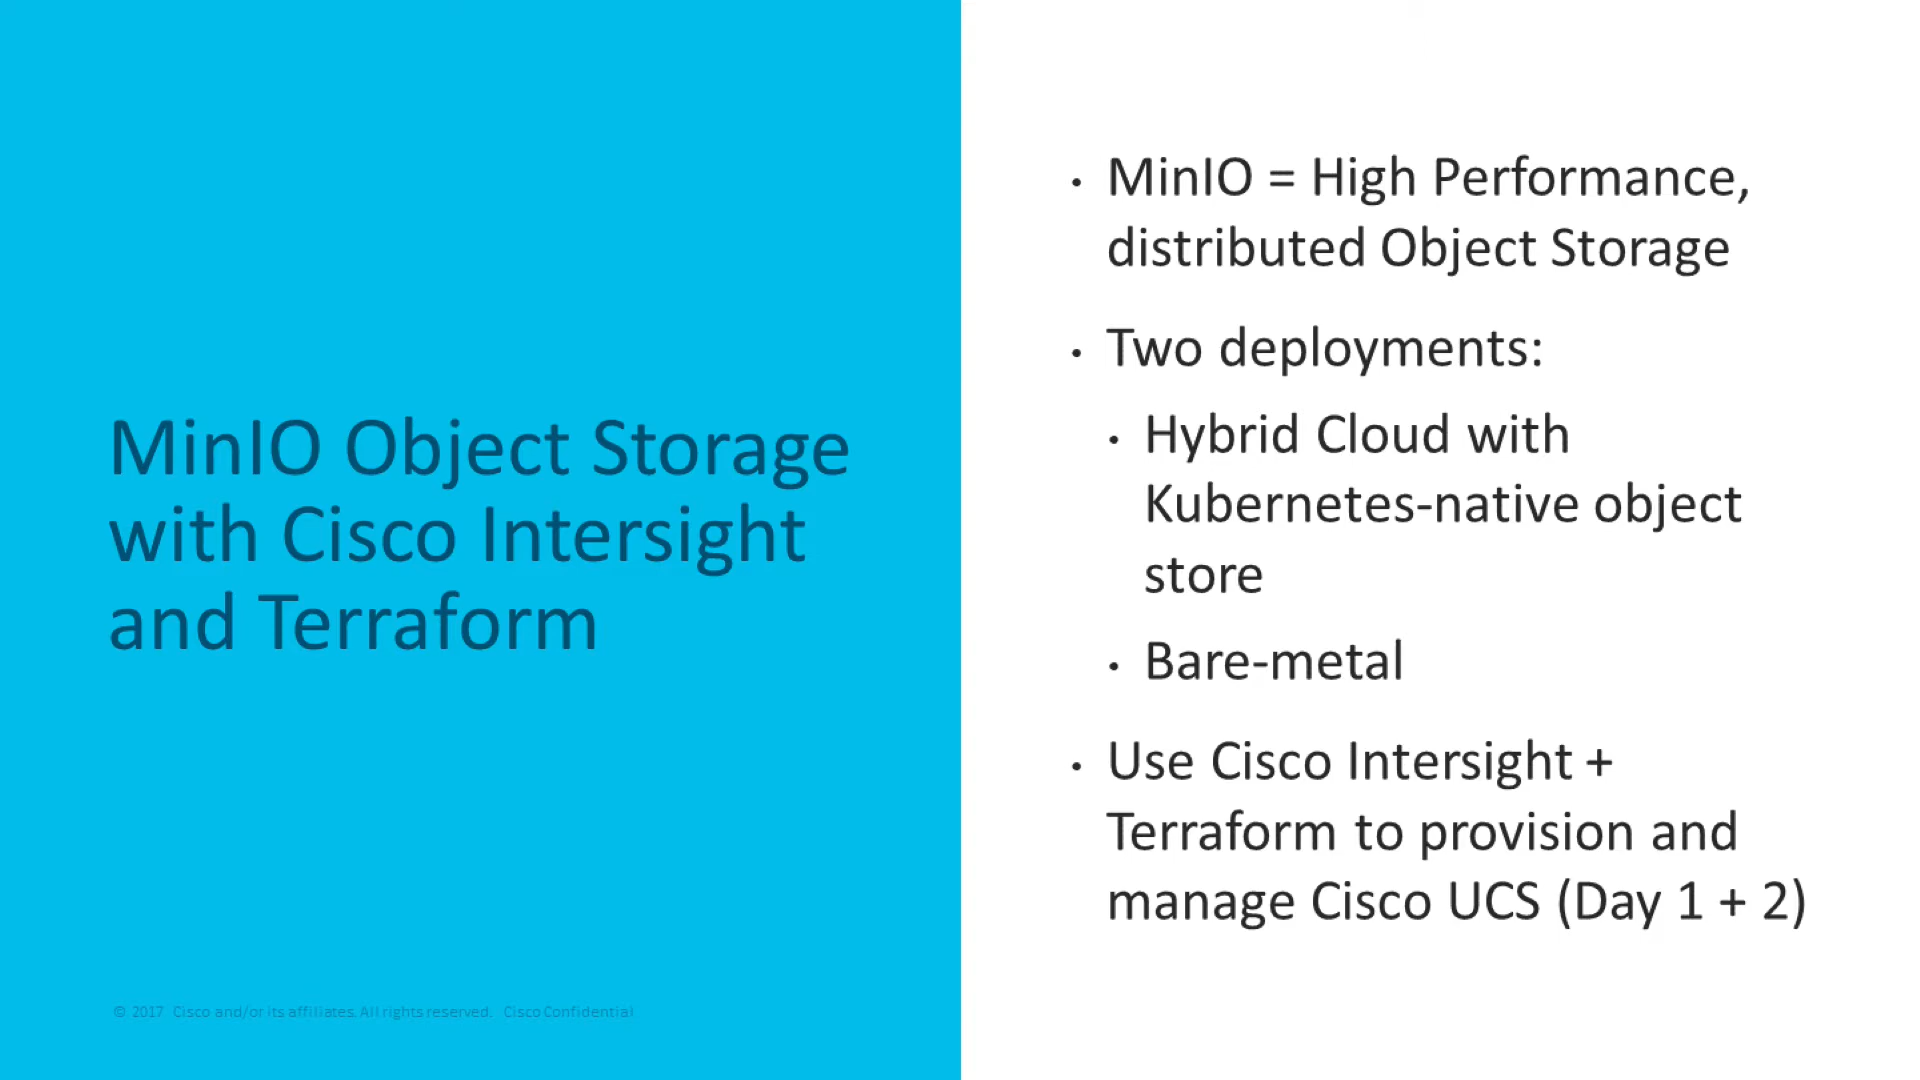 MinIO Object Storage
with Cisco Intersight
and Terraform
© 2017 Cisco and/or its affiliates. All rights reserved. Cisco Confidential
• MinIO = High Performance,
distributed Object Storage
• Two deployments:
• Hybrid Cloud with
Kubernetes-native object
store
• Bare-metal
• Use Cisco Intersight +
Terraform to provision and
manage Cisco UCS (Day 1 + 2)